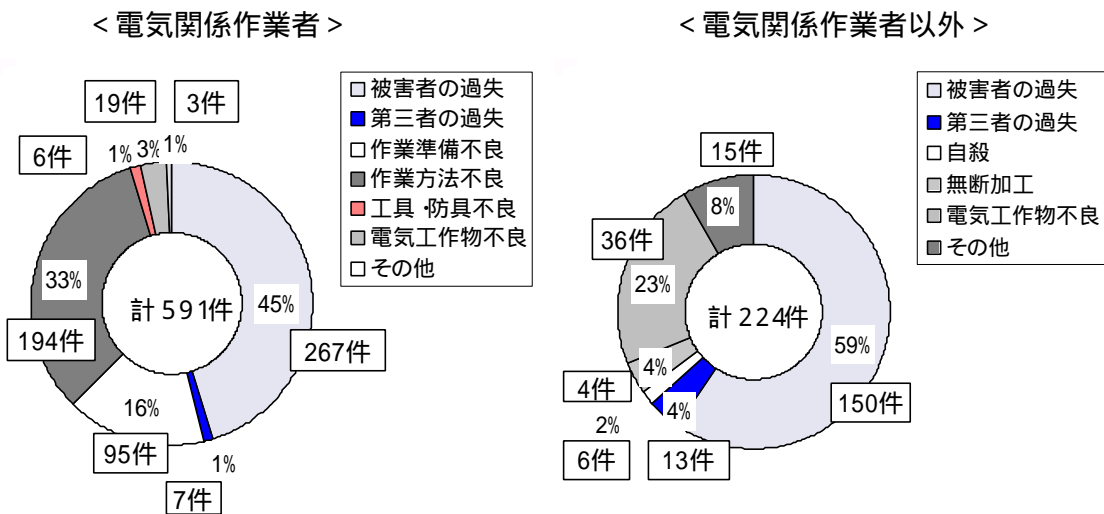 <電気関係作業者>
19件
3件
6件
1%
3%
1%
33%
194件
計591件
45%
267件
16%
95件
1%
7件
被害者の過失
第三者の過失
作業準備不良
作業方法不良
工具・防具不良
電気工作物不良
その他
<電気関係作業者以外>
15件
8%
36件
23%
計224件
59%
150件
4%
4件
2%
6件
4%
13件
被害者の過失
第三者の過失
自殺
無断加工
電気工作物不良
その他